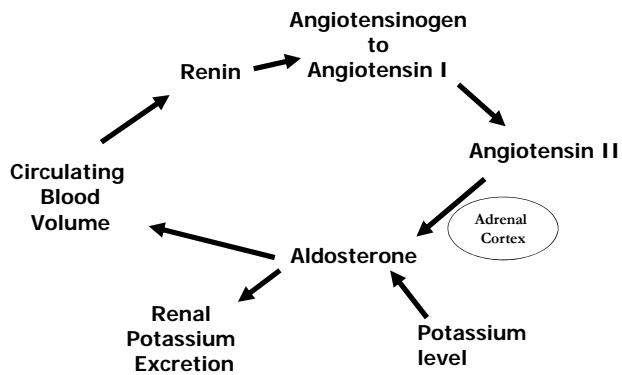 Angiotensinogen
to
Angiotensin I
Renin
Angiotensin II
Circulating
Blood
Volume
Adrenal
Cortex
Aldosterone
Renal
Potassium
Excretion
Potassium
level